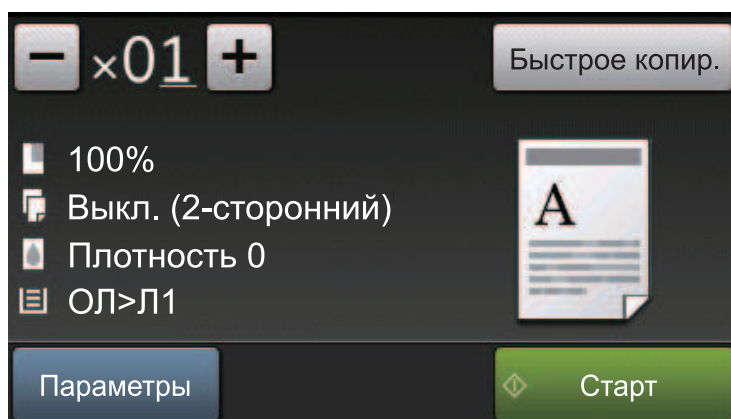 − ×01 +
Быстрое копир.
100%
Выкл. (2-сторонний)
Плотность 0
ОЛ>Л1
A
Параметры
Старт